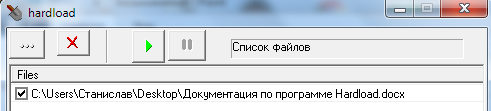 hardload
...
Список файлов
Files
C:\Users\Станислав\Desktop\Документация по программе Hardload.docx